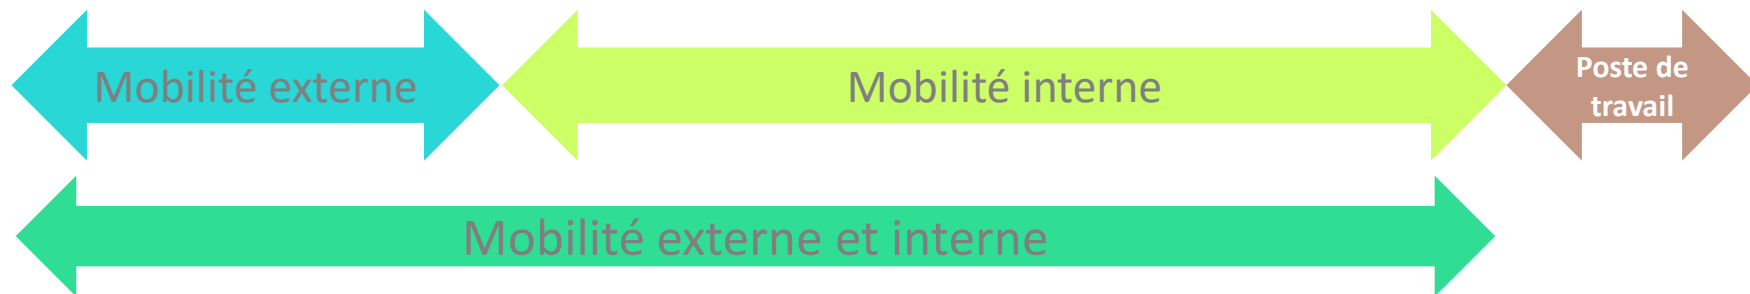 Mobilité externe
Mobilité interne
Poste de
travail
Mobilité externe et interne